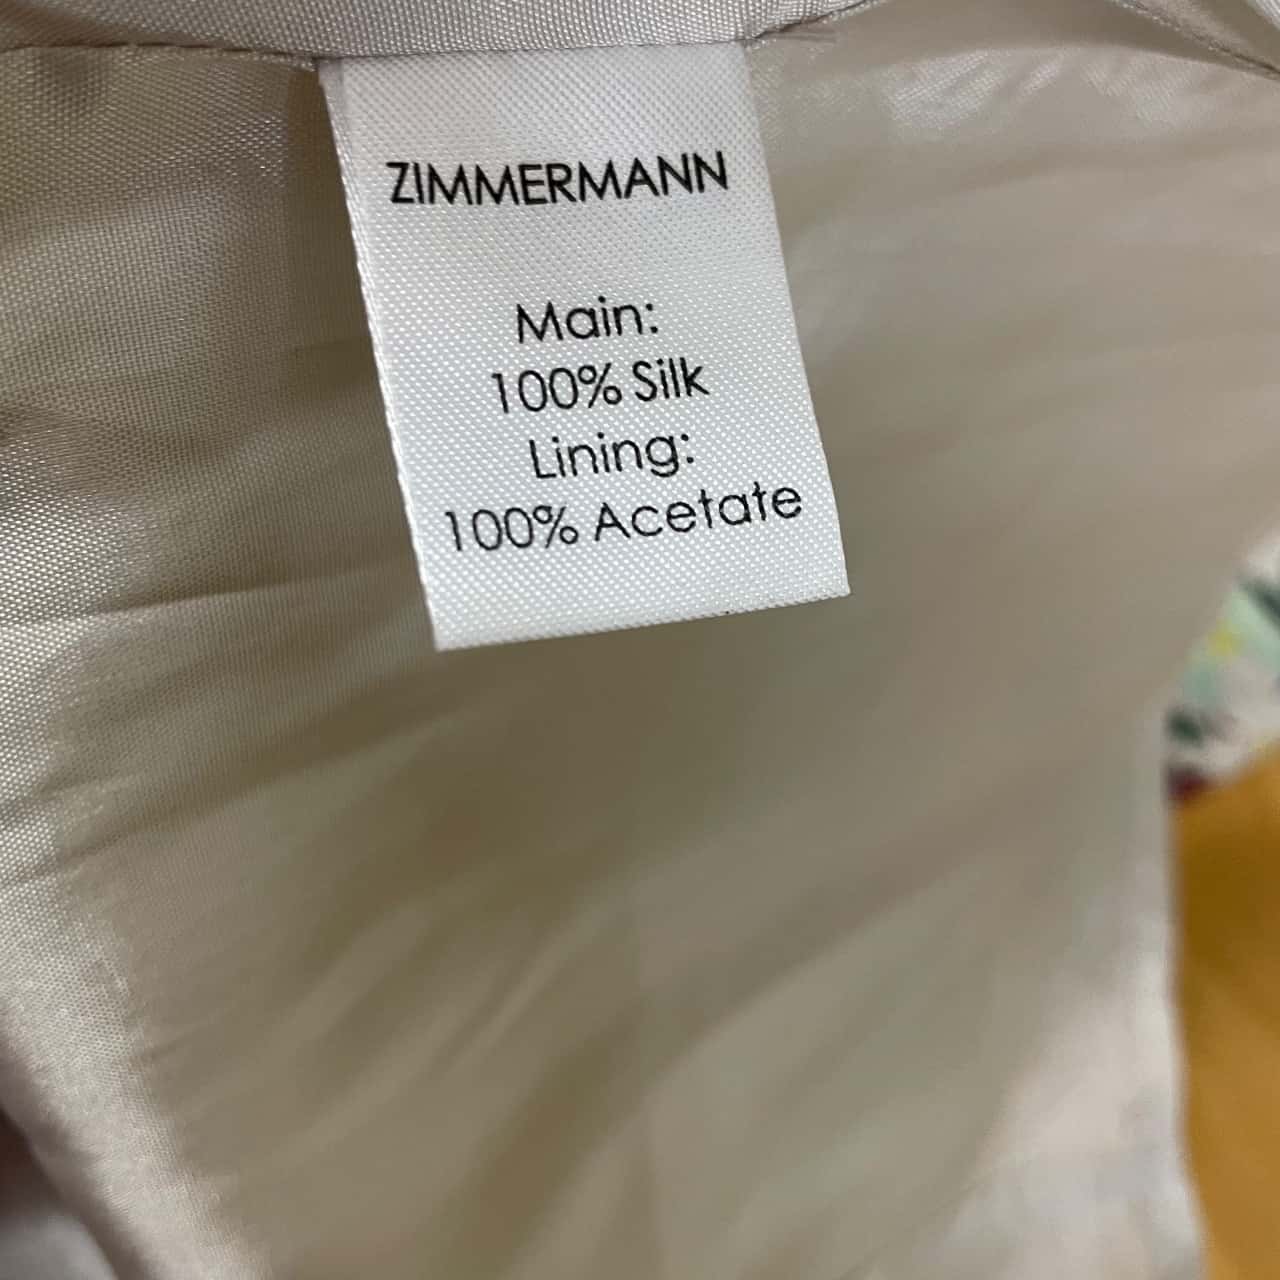 ZIMMERMANN
Main:
100% Silk
Lining:
100% Acetate